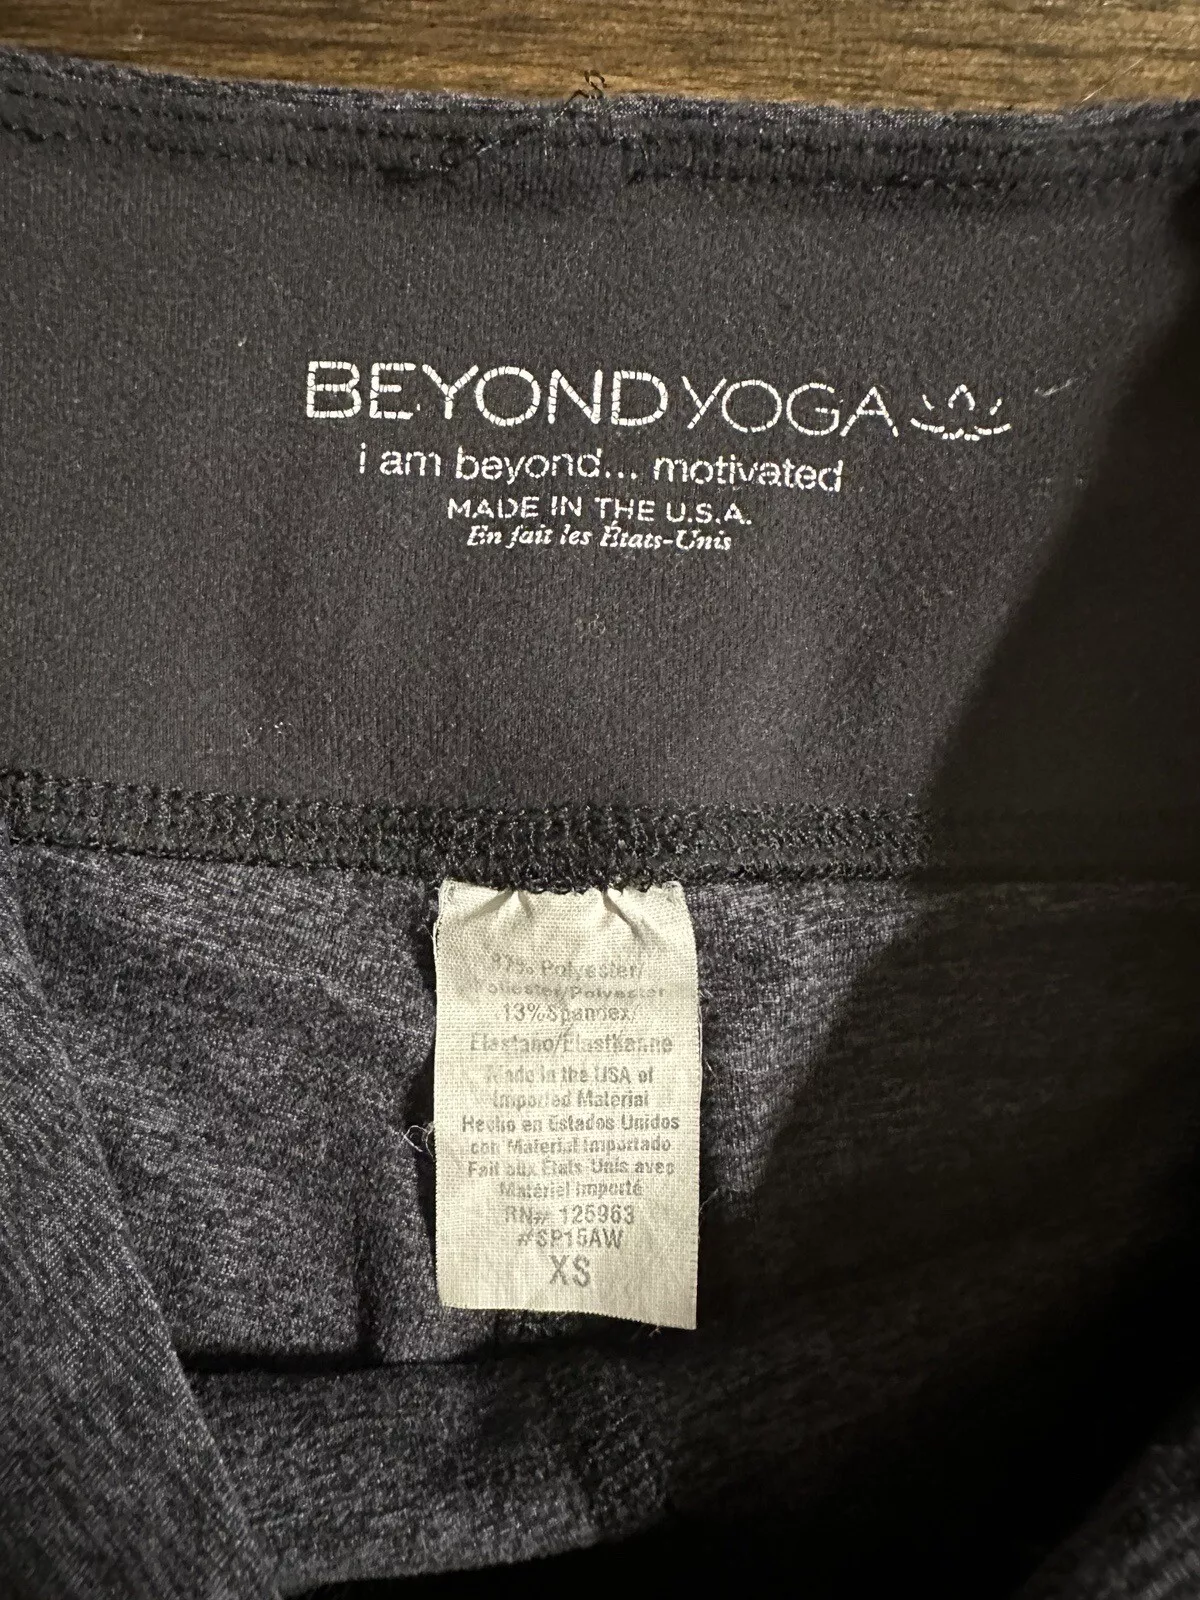 BEYOND YOGA
i am beyond... motivated
MADE IN THE U.S.A.
En fait les États-Unis
87% Polyester/
Poliester/Polyester
13%Spandex/
Elastano/Elasthanne
Made in the USA of
Imported Material
Hecho en Estados Unidos
con Material Importado
Fait aux États-Unis avec
Matériel Importé
RN# 125963
#SP15AW
XS